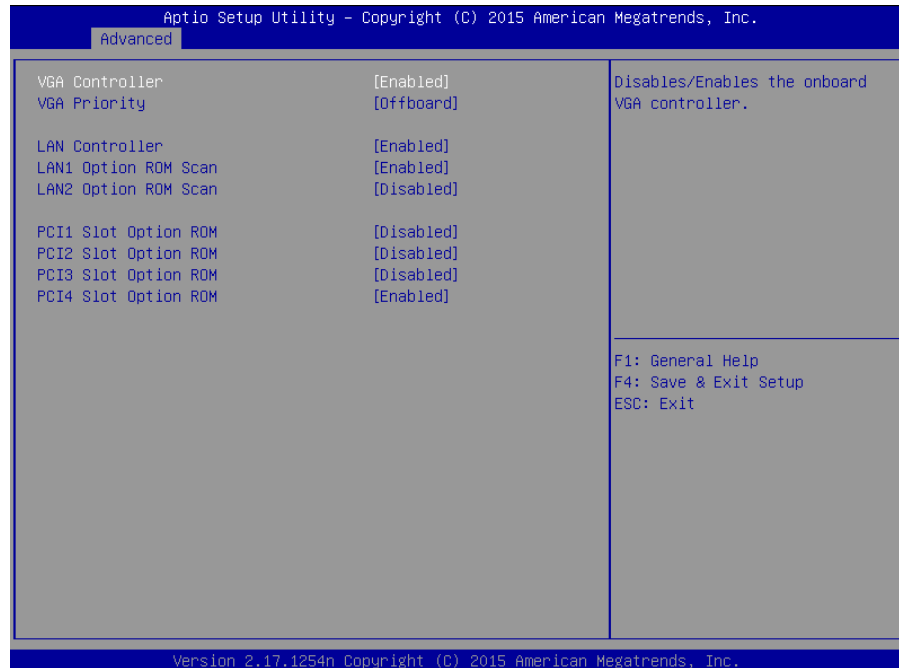 Aptio Setup Utility – Copyright (C) 2015 American Megatrends, Inc.
Advanced
VGA Controller [Enabled]
VGA Priority [Offboard]
LAN Controller [Enabled]
LAN1 Option ROM Scan [Enabled]
LAN2 Option ROM Scan [Disabled]
PCI1 Slot Option ROM [Disabled]
PCI2 Slot Option ROM [Disabled]
PCI3 Slot Option ROM [Disabled]
PCI4 Slot Option ROM [Enabled]
Disables/Enables the onboard
VGA controller.
F1: General Help
F4: Save & Exit Setup
ESC: Exit
Version 2.17.1254n Copyright (C) 2015 American Megatrends, Inc.